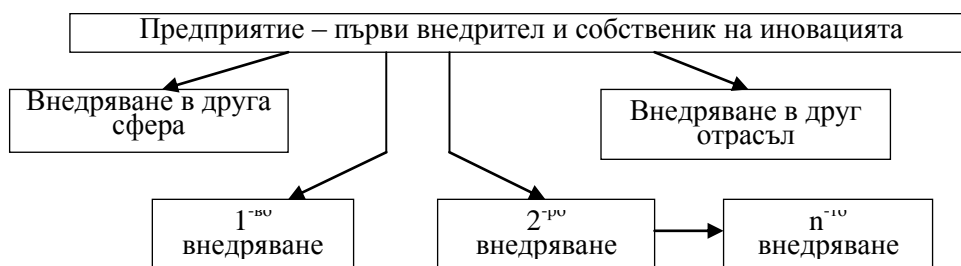 Предприятие – първи внедрител и собственик на иновацията
Внедряване в друга
сфера
Внедряване в друг
отрасъл
1-во
внедряване
2-ро
внедряване
n-то
внедряване